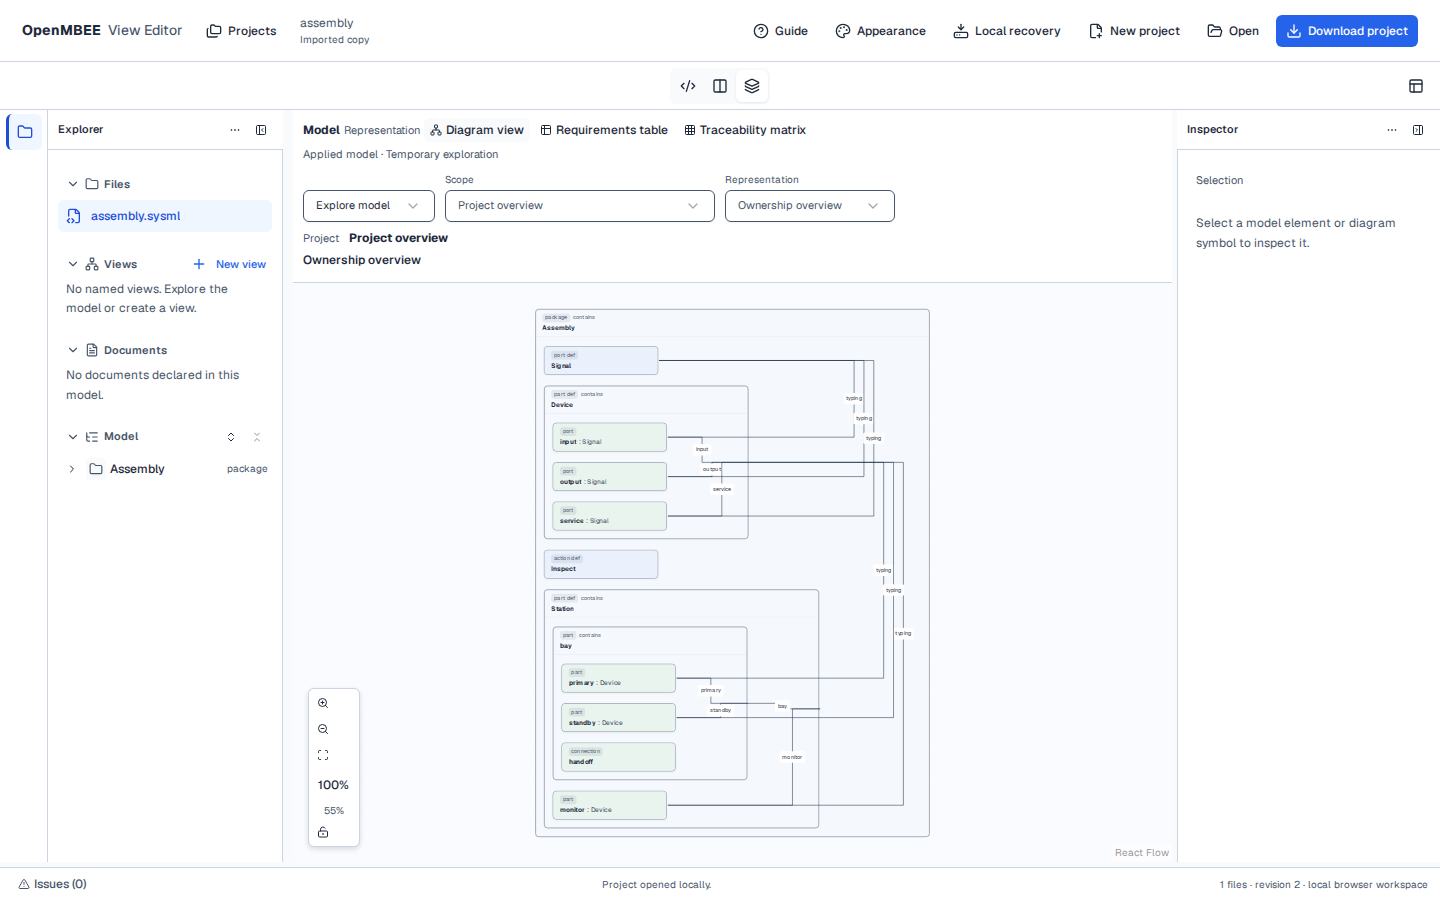 OpenMBEE View Editor
Projects
assembly
Imported copy
Guide
Appearance
Local recovery
New project
Open
Download project
Explorer
Files
assembly.sysml
Views
New view
No named views. Explore the
model or create a view.
Documents
No documents declared in this
model.
Model
Assembly
package
Model Representation Diagram view Requirements table Traceability matrix
Applied model · Temporary exploration
Scope
Representation
Explore model
Project overview
Ownership overview
Project Project overview
Ownership overview
package contains
Assembly
part def
Signal
part def contains
Device
port
input : Signal
port
output : Signal
port
service : Signal
action def
Inspect
part def contains
Station
part contains
bay
part
primary : Device
part
standby : Device
connection
handoff
part
monitor : Device
typing
typing
typing
input
output
service
typing
typing
typing
primary
standby
bay
monitor
100%
55%
React Flow
Inspector
Selection
Select a model element or diagram
symbol to inspect it.
Issues (0)
Project opened locally.
1 files · revision 2 · local browser workspace